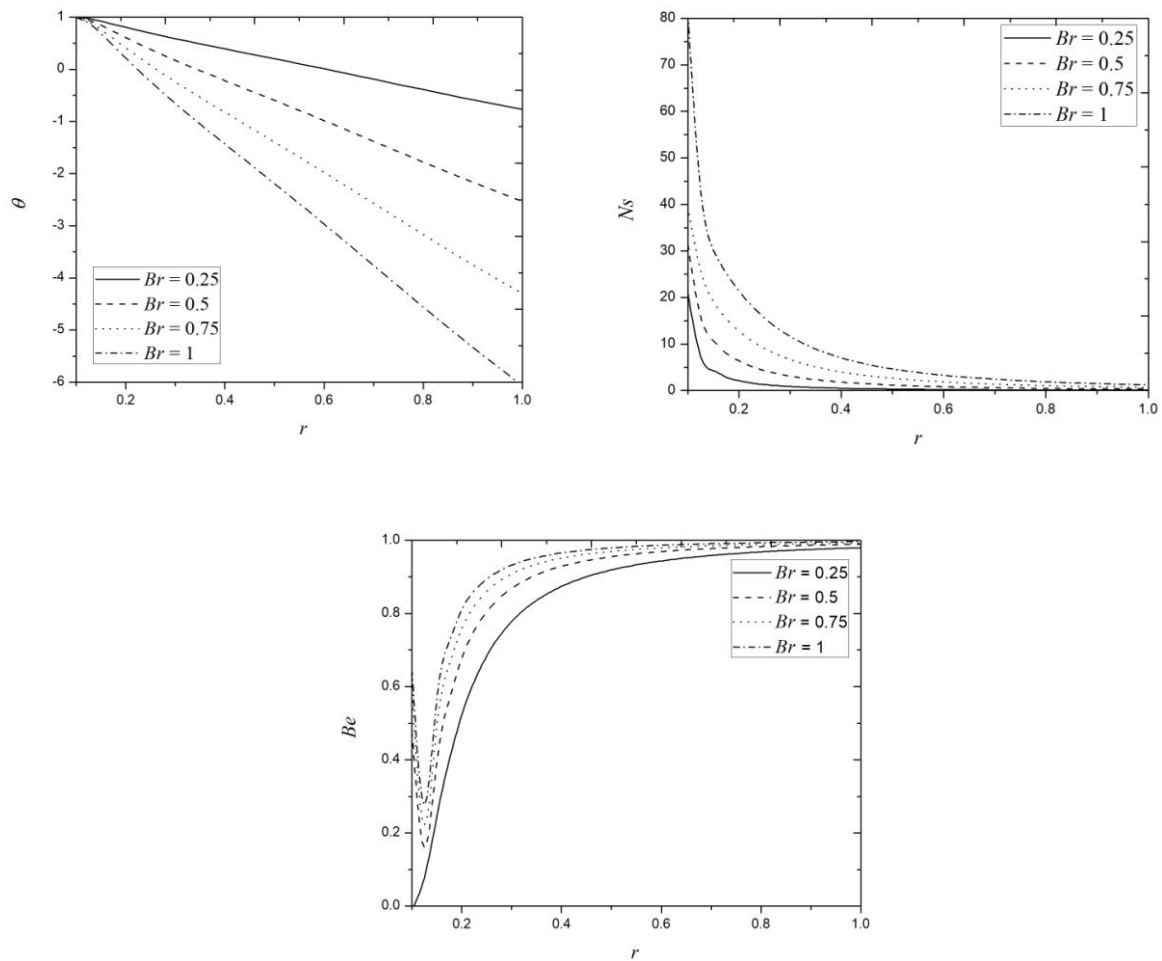 1
0
-1
-2
-3
-4
-5
-6
θ
Br = 0.25
Br = 0.5
Br = 0.75
Br = 1
0.2 0.4 0.6 0.8 1.0
r
80
70
60
50
40
30
20
10
0
Ns
Br = 0.25
Br = 0.5
Br = 0.75
Br = 1
0.2 0.4 0.6 0.8 1.0
r
1.0
0.8
0.6
0.4
0.2
0.0
Be
Br = 0.25
Br = 0.5
Br = 0.75
Br = 1
0.2 0.4 0.6 0.8 1.0
r